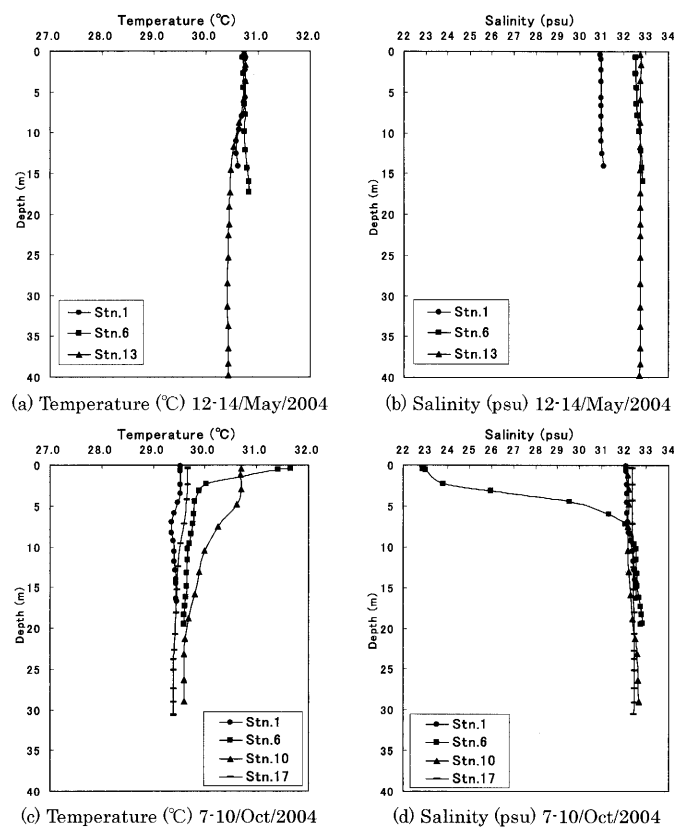 Temperature (℃)
27.0 28.0 29.0 30.0 31.0 32.0
0
5
10
15
20
25
30
35
40
Depth (m)
Stn.1
Stn.6
Stn.13
(a) Temperature (℃) 12-14/May/2004
Salinity (psu)
22 23 24 25 26 27 28 29 30 31 32 33 34
0
5
10
15
20
25
30
35
40
Depth (m)
Stn.1
Stn.6
Stn.13
(b) Salinity (psu) 12-14/May/2004
Temperature (℃)
27.0 28.0 29.0 30.0 31.0 32.0
0
5
10
15
20
25
30
35
40
Depth (m)
Stn.1
Stn.6
Stn.10
Stn.17
(c) Temperature (℃) 7-10/Oct/2004
Salinity (psu)
22 23 24 25 26 27 28 29 30 31 32 33 34
0
5
10
15
20
25
30
35
40
Depth (m)
Stn.1
Stn.6
Stn.10
Stn.17
(d) Salinity (psu) 7-10/Oct/2004